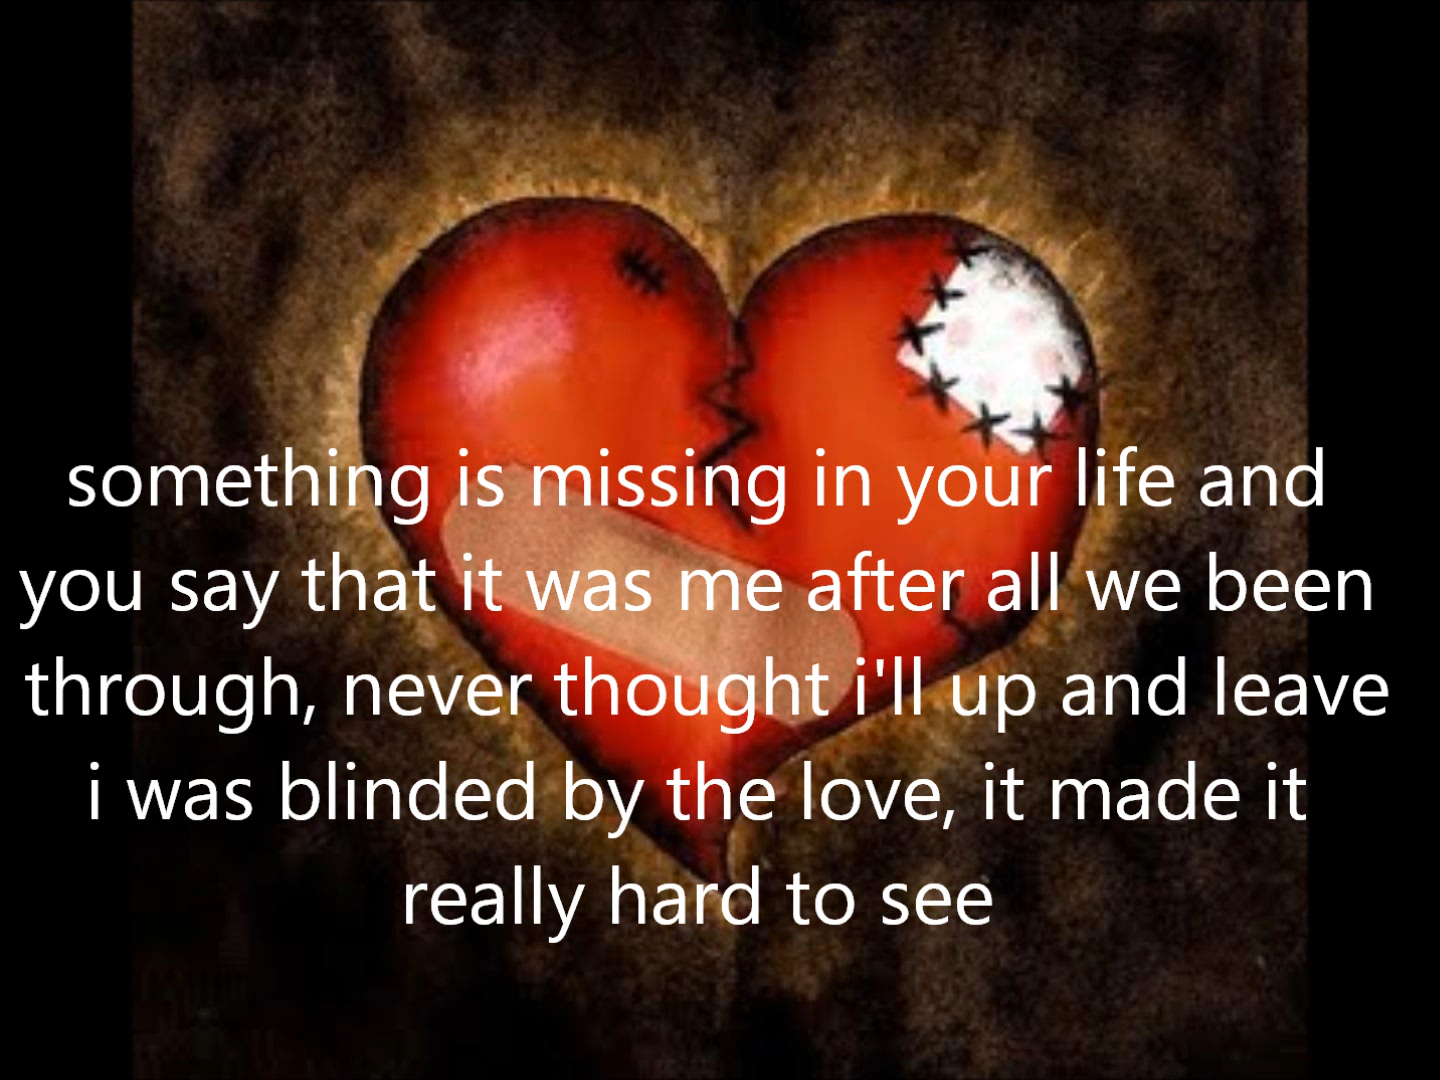 something is missing in your life and
you say that it was me after all we been
through, never thought i'll up and leave
i was blinded by the love, it made it
really hard to see